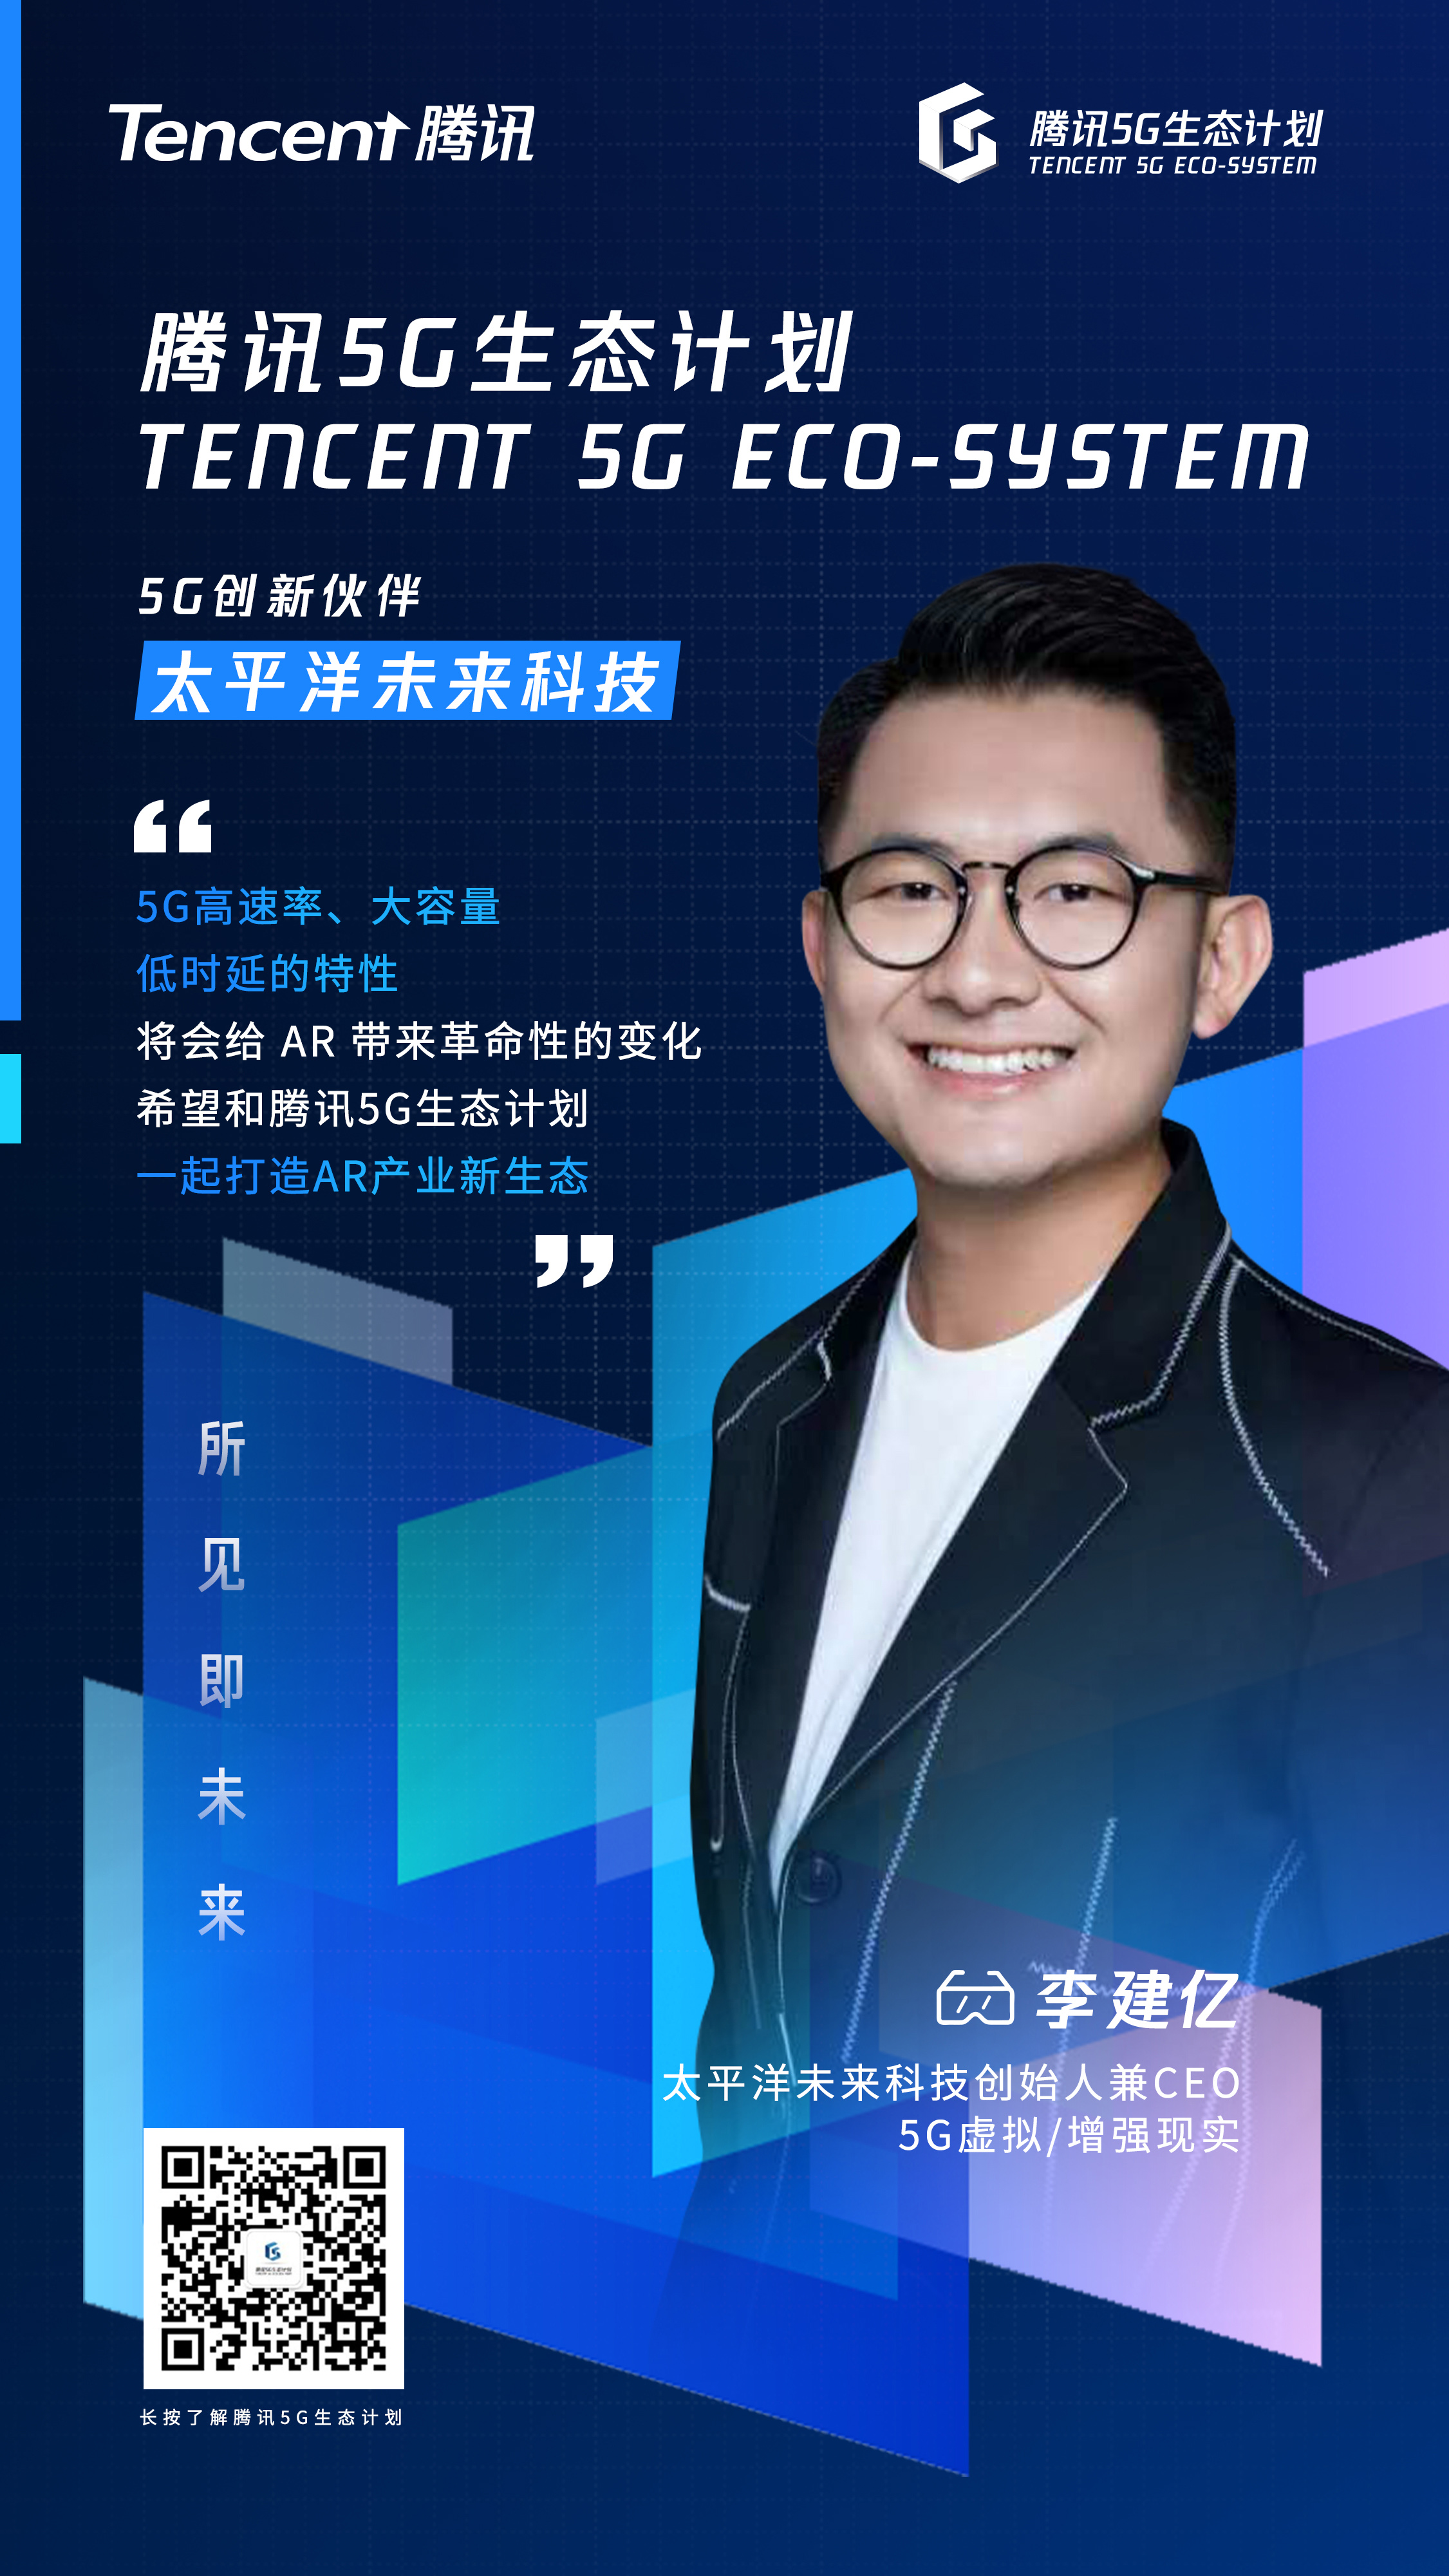 Tencent腾讯
腾讯5G生态计划
TENCENT 5G ECO-SYSTEM
腾讯5G生态计划
TENCENT 5G ECO-SYSTEM
5G创新伙伴
太平洋未来科技
“
5G高速率、大容量
低时延的特性
将会给 AR 带来革命性的变化
希望和腾讯5G生态计划
一起打造AR产业新生态
”
所见即未来
李建亿
太平洋未来科技创始人兼CEO
5G虚拟/增强现实
长按了解腾讯5G生态计划